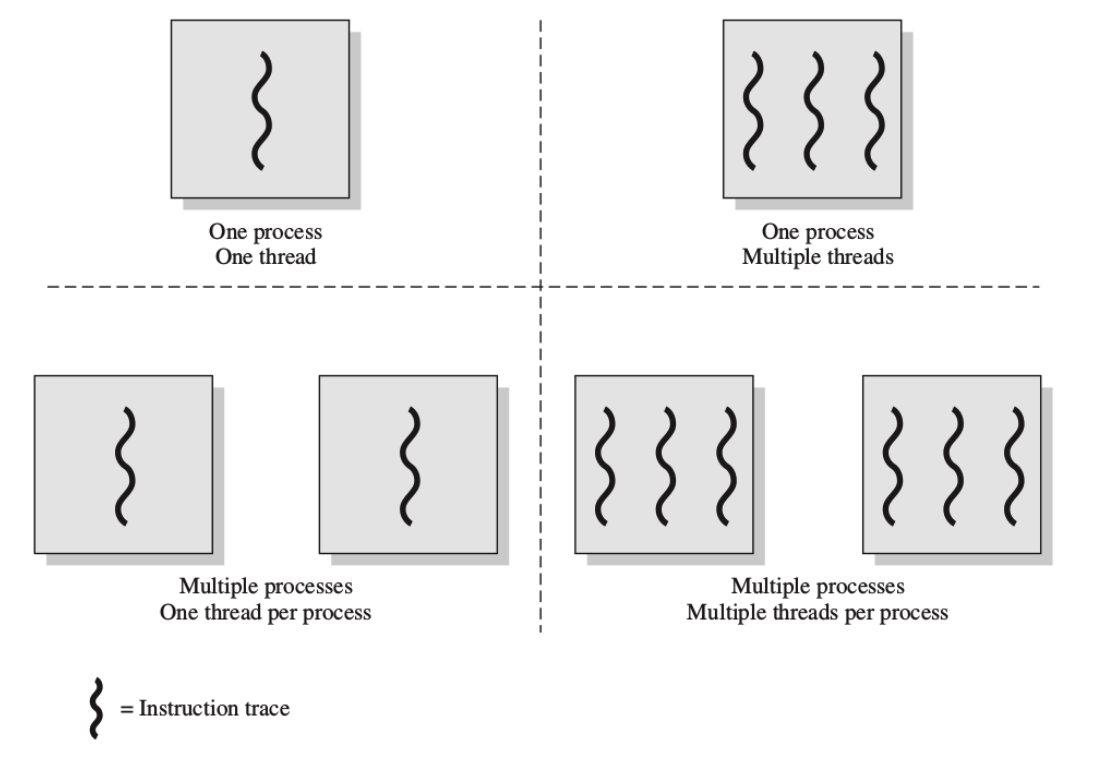 One process
One thread
One process
Multiple threads
Multiple processes
One thread per process
Multiple processes
Multiple threads per process
= Instruction trace